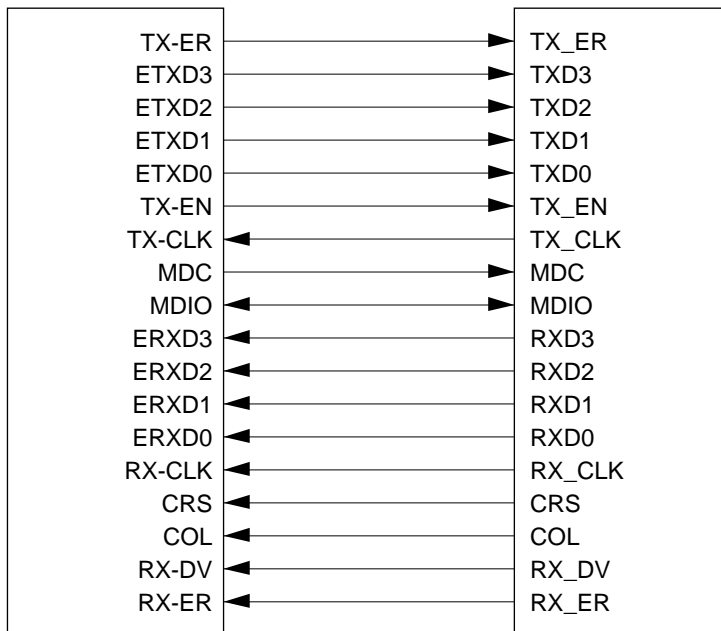 TX-ER TX_ER
ETXD3 TXD3
ETXD2 TXD2
ETXD1 TXD1
ETXD0 TXD0
TX-EN TX_EN
TX-CLK TX_CLK
MDC MDC
MDIO MDIO
ERXD3 RXD3
ERXD2 RXD2
ERXD1 RXD1
ERXD0 RXD0
RX-CLK RX_CLK
CRS CRS
COL COL
RX-DV RX_DV
RX-ER RX_ER